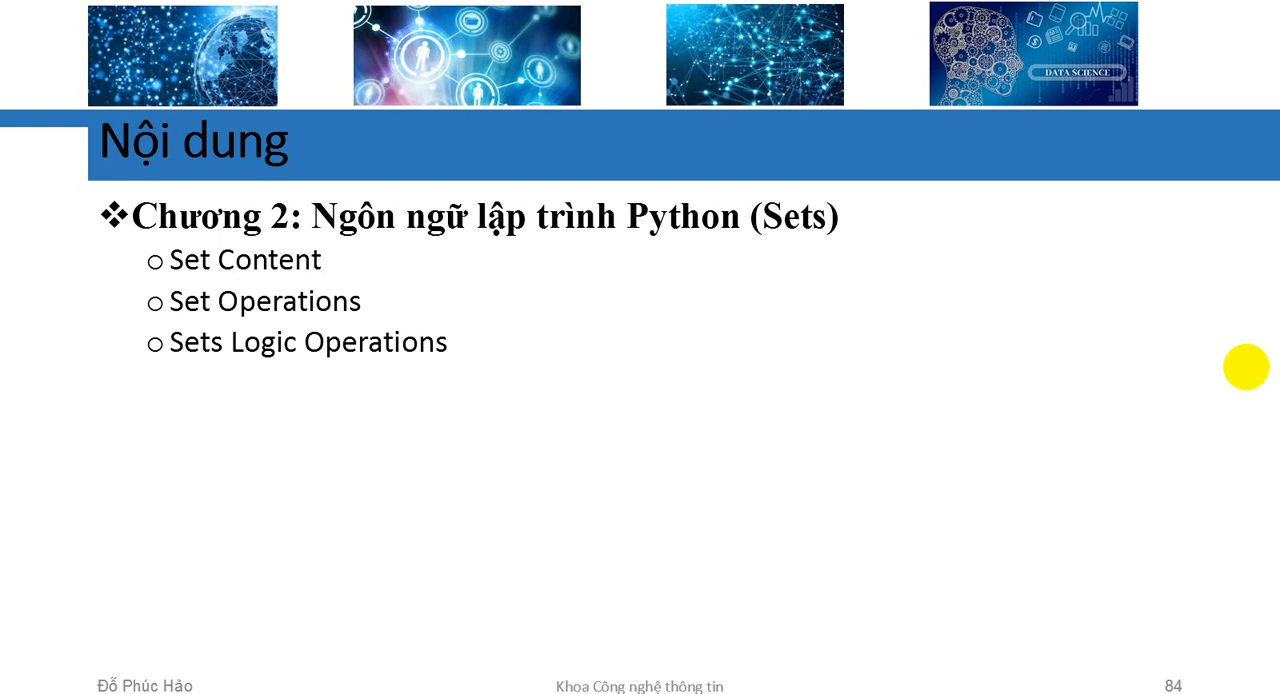 DATA SCIENCE
Nội dung
❖Chương 2: Ngôn ngữ lập trình Python (Sets)
o Set Content
o Set Operations
o Sets Logic Operations
Đỗ Phúc Hảo
Khoa Công nghệ thông tin
84